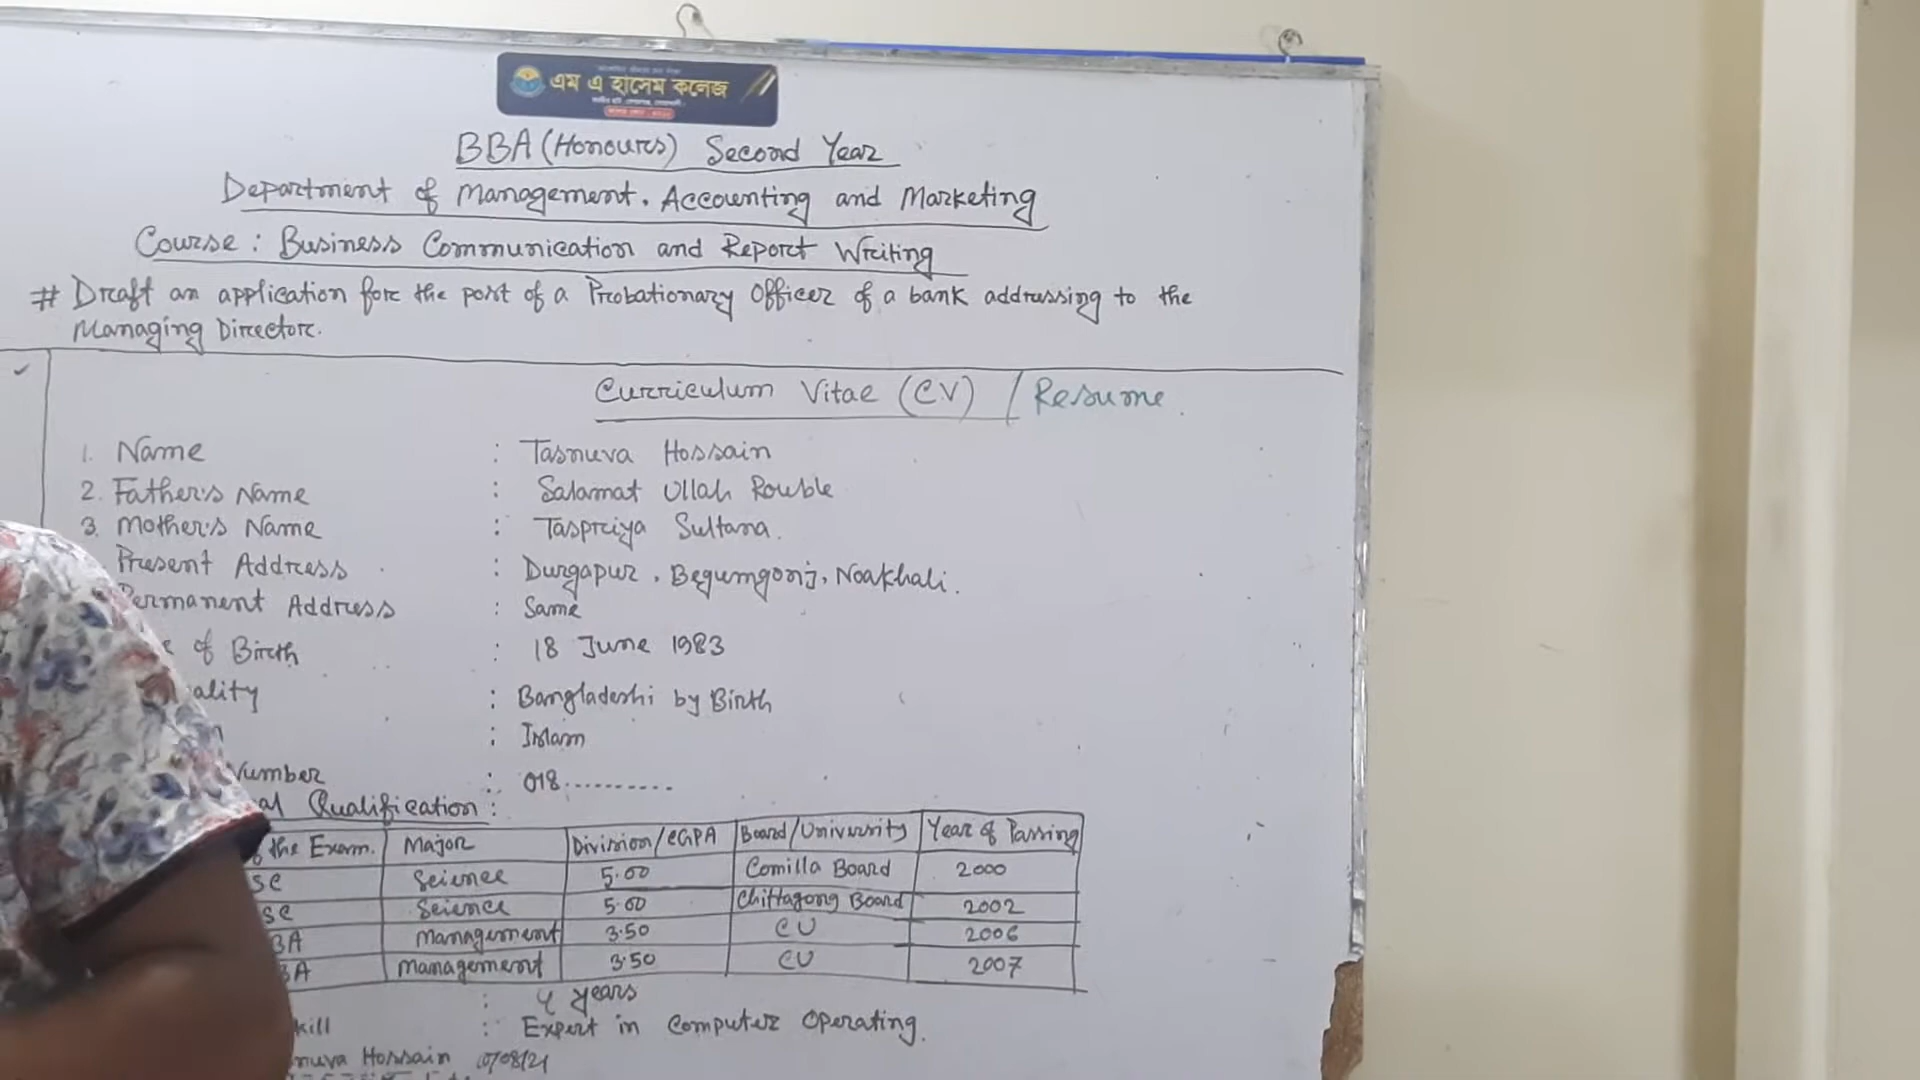 এম এ হাসেম কলেজ
BBA (Honours) Second Year
Department of Management, Accounting and Marketing
Course: Business Communication and Report Writing
# Draft an application for the post of a Probationary Officer of a bank addressing to the
Managing Director.
Curriculum Vitae (CV) / Resume.
1. Name : Tasnuva Hossain
2. Father's Name : Salamat Ullah Rouble
3. Mother's Name : Taspriya Sultana.
Present Address : Durgapur, Begumgonj, Noakhali.
Permanent Address : Same
of Birth : 18 June 1983
ality : Bangladeshi by Birth
: Islam
Number : 018..........
al Qualification :
the Exam. Major Division/CGPA Board/University Year of Passing
SC Science 5.00 Comilla Board 2000
SC Science 5.00 Chittagong Board 2002
BA Management 3.50 CU 2006
BA Management 3.50 CU 2007
: 4 years
kill : Expert in Computer Operating.
nuva Hossain